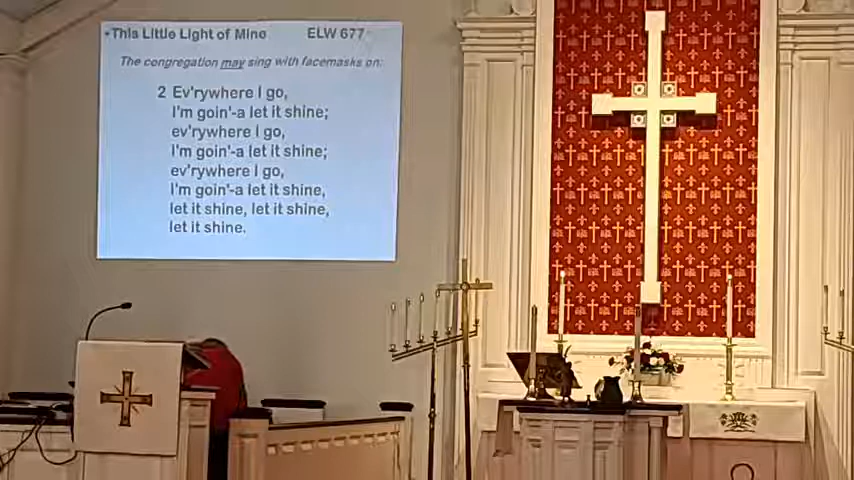 •This Little Light of Mine ELW 677
The congregation may sing with facemasks on:
2 Ev'rywhere I go,
I'm goin'-a let it shine;
ev'rywhere I go,
I'm goin'-a let it shine;
ev'rywhere I go,
I'm goin'-a let it shine,
let it shine, let it shine,
let it shine.